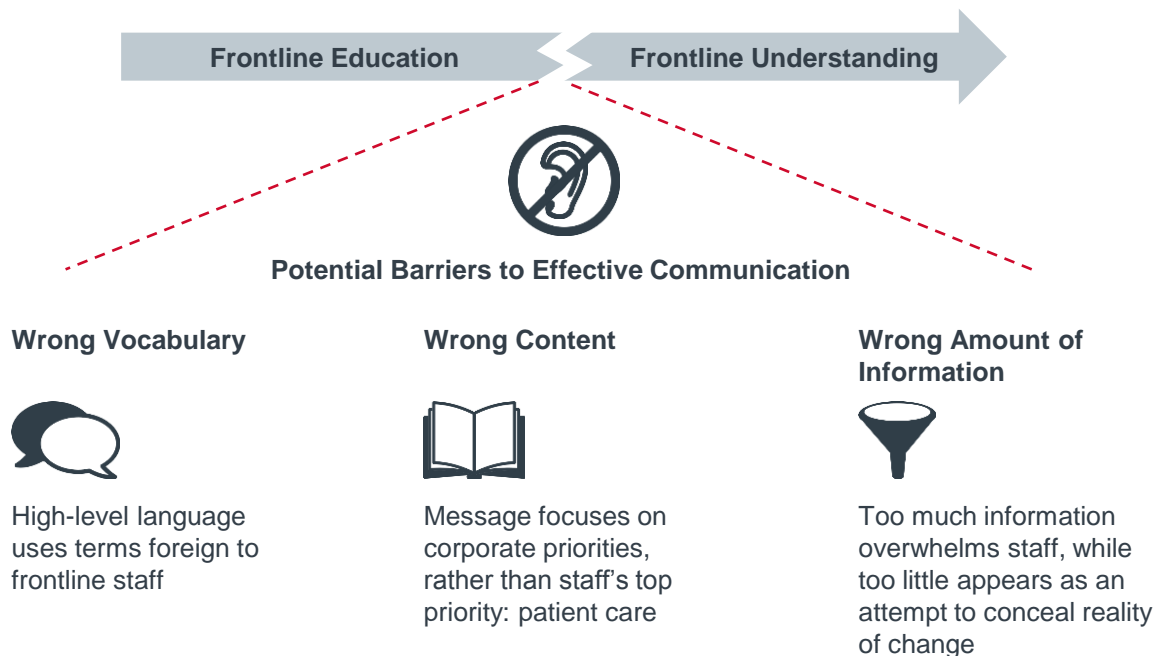 Frontline Education
Frontline Understanding
Potential Barriers to Effective Communication
Wrong Vocabulary
High-level language
uses terms foreign to
frontline staff
Wrong Content
Message focuses on
corporate priorities,
rather than staff’s top
priority: patient care
Wrong Amount of
Information
Too much information
overwhelms staff, while
too little appears as an
attempt to conceal reality
of change